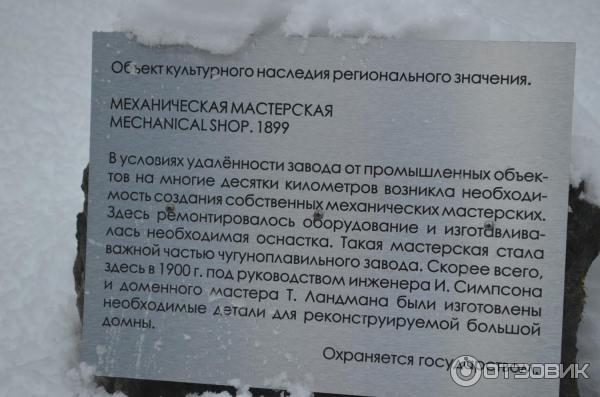 Объект культурного наследия регионального значения.
МЕХАНИЧЕСКАЯ МАСТЕРСКАЯ
MECHANICAL SHOP. 1899
В условиях удалённости завода от промышленных объек-
тов на многие десятки километров возникла необходи-
мость создания собственных механических мастерских.
Здесь ремонтировалось оборудование и изготавлива-
лась необходимая оснастка. Такая мастерская стала
важной частью чугуноплавильного завода. Скорее всего,
здесь в 1900 г. под руководством инженера И. Симпсона
и доменного мастера Т. Ландмана были изготовлены
необходимые детали для реконструируемой большой
домны.
Охраняется государством.
ОТЗОВИК